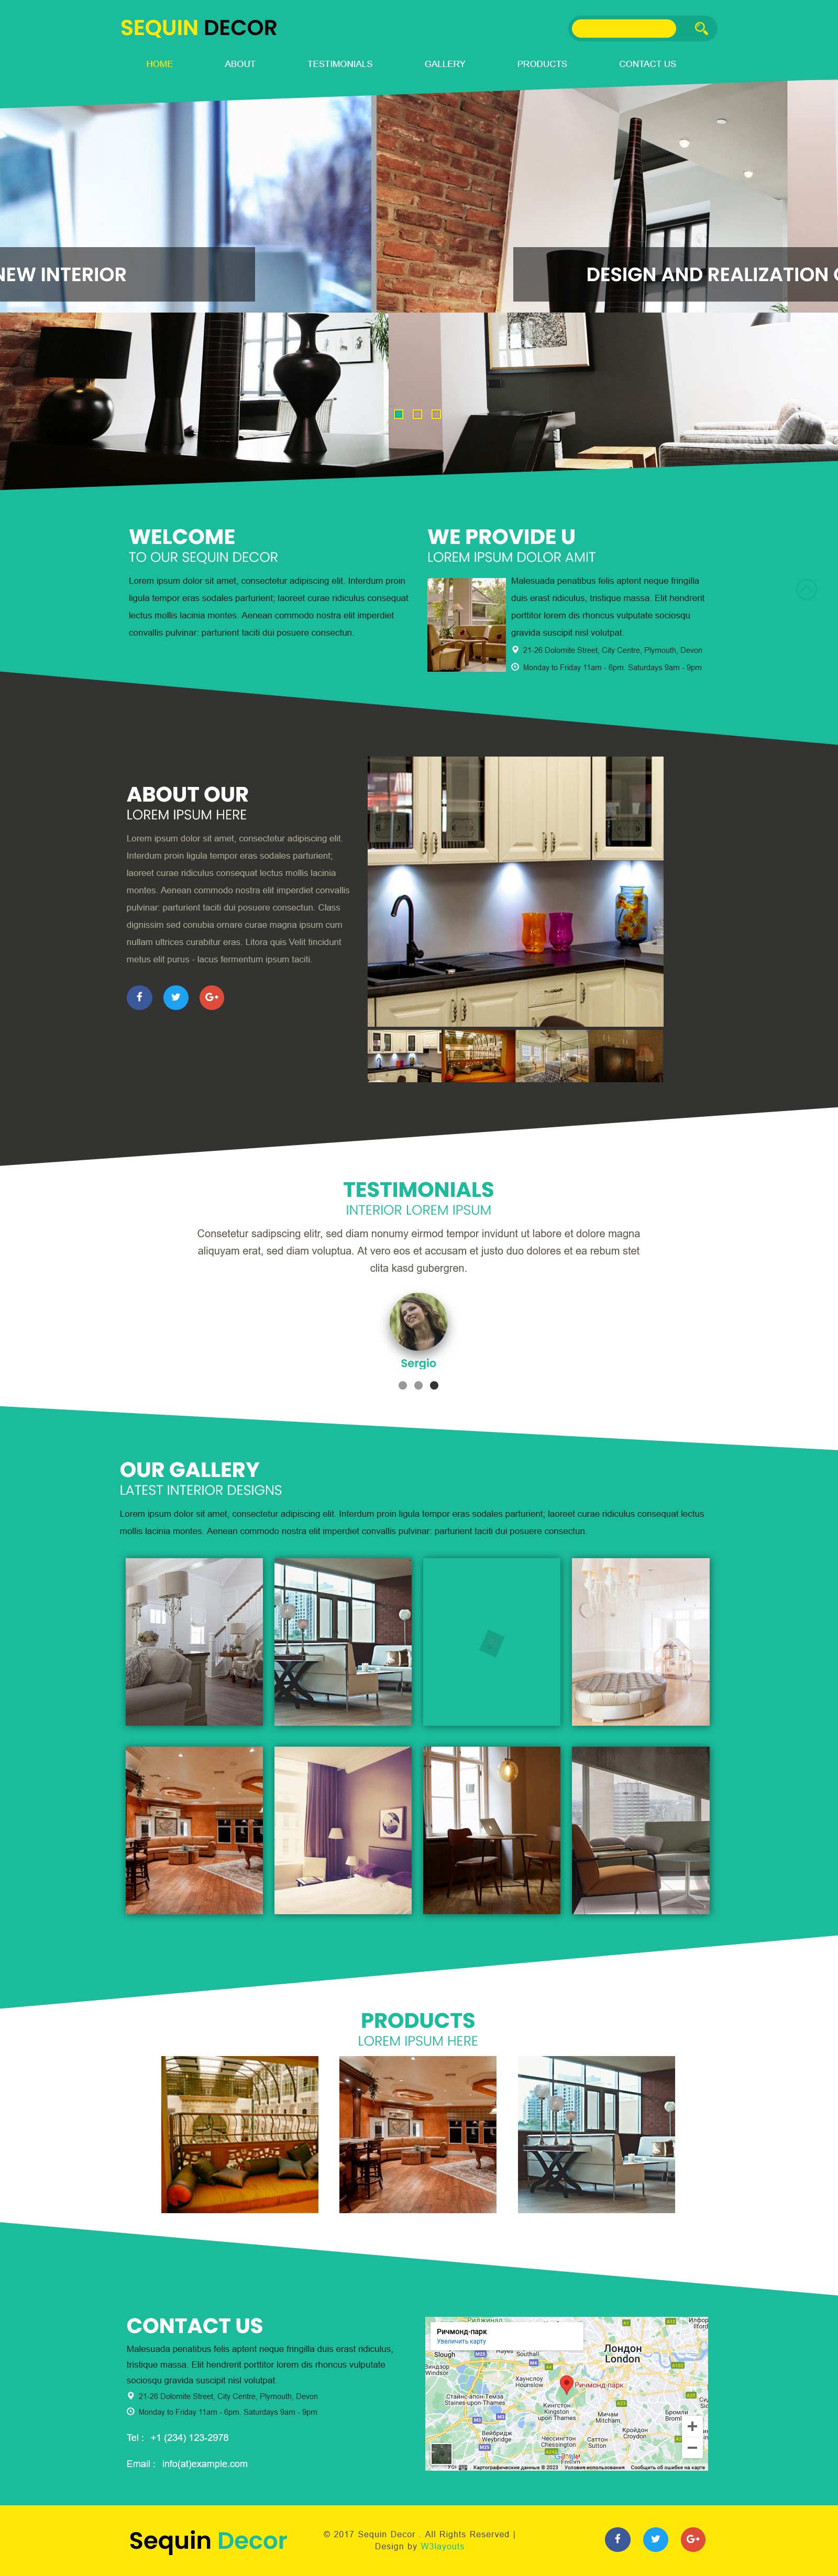 SEQUIN DECOR
HOME ABOUT TESTIMONIALS GALLERY PRODUCTS CONTACT US
NEW INTERIOR
DESIGN AND REALIZATION
WELCOME
TO OUR SEQUIN DECOR
Lorem ipsum dolor sit amet, consectetur adipiscing elit. Interdum proin
ligula tempor eras sodales parturient; laoreet curae ridiculus consequat
lectus mollis lacinia montes. Aenean commodo nostra elit imperdiet
convallis pulvinar: parturient taciti dui posuere consectun.
WE PROVIDE U
LOREM IPSUM DOLOR AMIT
Malesuada penatibus felis aptent neque fringilla
duis erast ridiculus, tristique massa. Elit hendrerit
porttitor lorem dis rhoncus vulputate sociosqu
gravida suscipit nisl volutpat.
21-26 Dolomite Street, City Centre, Plymouth, Devon
Monday to Friday 11am - 6pm. Saturdays 9am - 9pm
ABOUT OUR
LOREM IPSUM HERE
Lorem ipsum dolor sit amet, consectetur adipiscing elit.
Interdum proin ligula tempor eras sodales parturient;
laoreet curae ridiculus consequat lectus mollis lacinia
montes. Aenean commodo nostra elit imperdiet convallis
pulvinar: parturient taciti dui posuere consectun. Class
dignissim sed conubia ornare curae magna ipsum cum
nullam ultrices curabitur eras. Litora quis Velit tincidunt
metus elit purus - lacus fermentum ipsum taciti.
TESTIMONIALS
INTERIOR LOREM IPSUM
Consetetur sadipscing elitr, sed diam nonumy eirmod tempor invidunt ut labore et dolore magna
aliquyam erat, sed diam voluptua. At vero eos et accusam et justo duo dolores et ea rebum stet
clita kasd gubergren.
Sergio
OUR GALLERY
LATEST INTERIOR DESIGNS
Lorem ipsum dolor sit amet, consectetur adipiscing elit. Interdum proin ligula tempor eras sodales parturient; laoreet curae ridiculus consequat lectus
mollis lacinia montes. Aenean commodo nostra elit imperdiet convallis pulvinar: parturient taciti dui posuere consectun.
PRODUCTS
LOREM IPSUM HERE
CONTACT US
Malesuada penatibus felis aptent neque fringilla duis erast ridiculus,
tristique massa. Elit hendrerit porttitor lorem dis rhoncus vulputate
sociosqu gravida suscipit nisl volutpat.
21-26 Dolomite Street, City Centre, Plymouth, Devon
Monday to Friday 11am - 6pm. Saturdays 9am - 9pm
Tel : +1 (234) 123-2978
Email : info(at)example.com
Ричмонд-парк
Увеличить карту
Slough
Виндзор
Windsor
Лондон
London
Хаунслоу
Hounslow
Ричмонд-парк
Стайнс-апон-Темза
Staines-upon-Thames
Кингстон
Kingston
upon Thames
Мичам
Mitcham
Кройдон
Croydon
Уэйбридж
Weybridge
Чессингтон
Chessington
Саттон
Sutton
Google
Картографические данные © 2023 Условия использования Сообщить об ошибке на карте
Sequin Decor
© 2017 Sequin Decor . All Rights Reserved |
Design by W3layouts